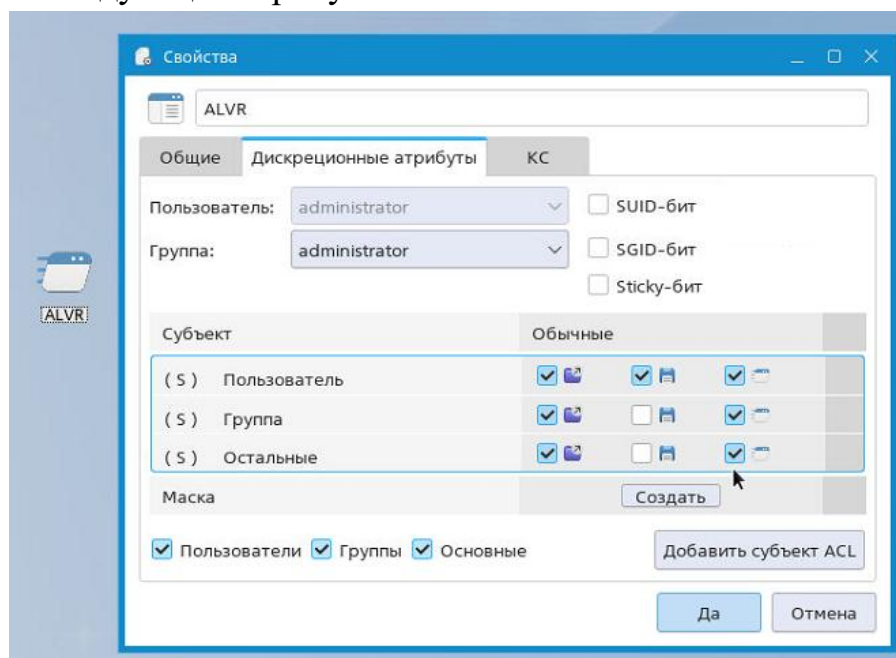 Свойства
ALVR
Общие Дискреционные атрибуты КС
Пользователь: administrator SUID-бит
Группа: administrator SGID-бит
Sticky-бит
ALVR
Субъект Обычные
(S) Пользователь
(S) Группа
(S) Остальные
Маска Создать
Пользователи Группы Основные Добавить субъект ACL
Да Отмена